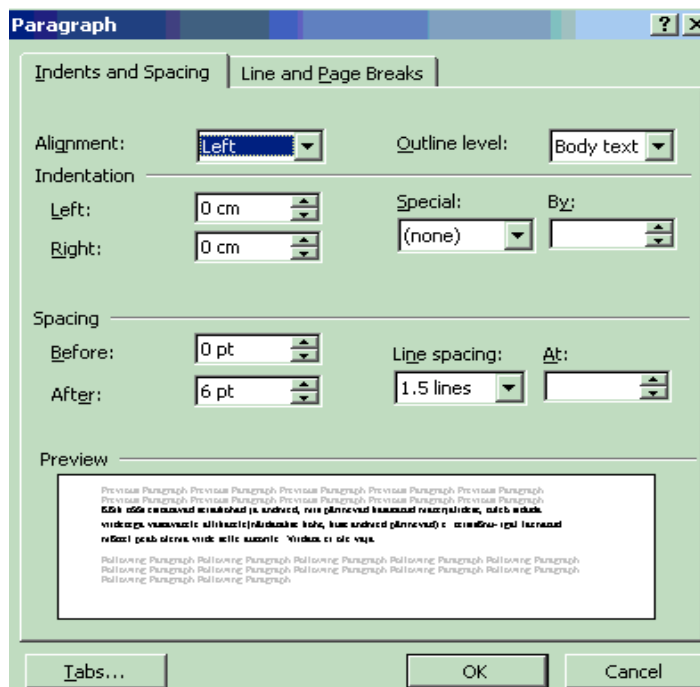 Paragraph
Indents and Spacing Line and Page Breaks
Alignment: Left Outline level: Body text
Indentation
Left: 0 cm Special: By:
Right: 0 cm (none)
Spacing
Before: 0 pt Line spacing: At:
After: 6 pt 1.5 lines
Preview
Previous Paragraph Previous Paragraph Previous Paragraph Previous Paragraph Previous Paragraph
Previous Paragraph Previous Paragraph Previous Paragraph Previous Paragraph Previous Paragraph
Following Paragraph Following Paragraph Following Paragraph Following Paragraph
Following Paragraph Following Paragraph Following Paragraph Following Paragraph Following Paragraph
Following Paragraph Following Paragraph
Tabs... OK Cancel